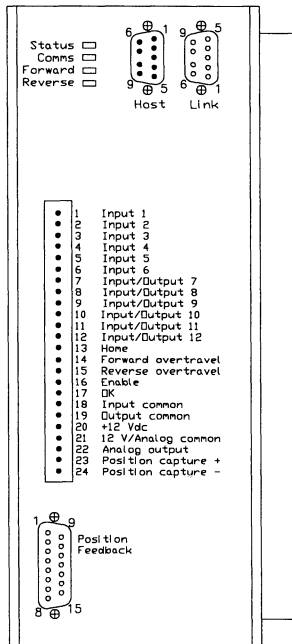 Status
Comms
Forward
Reverse
6 1
9 5
Host
9 5
6 1
Link
1 Input 1
2 Input 2
3 Input 3
4 Input 4
5 Input 5
6 Input 6
7 Input/Output 7
8 Input/Output 8
9 Input/Output 9
10 Input/Output 10
11 Input/Output 11
12 Input/Output 12
13 Home
14 Forward overtravel
15 Reverse overtravel
16 Enable
17 OK
18 Input common
19 Output common
20 +12 Vdc
21 12 V/Analog common
22 Analog output
23 Position capture +
24 Position capture -
1 9
Position
Feedback
8 15